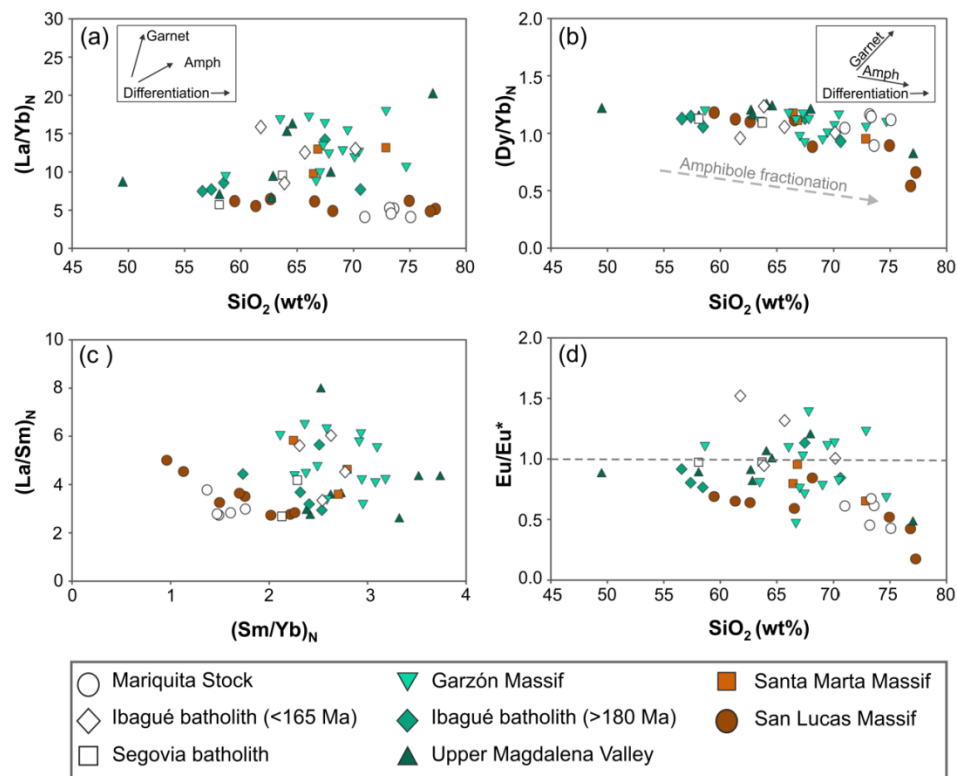 (a)
Garnet
Amph
Differentiation
(La/Yb)N
30
25
20
15
10
5
0
45 50 55 60 65 70 75 80
SiO2 (wt%)
(b)
Garnet
Amph
Differentiation
Amphibole fractionation
(Dy/Yb)N
2.0
1.5
1.0
0.5
0.0
45 50 55 60 65 70 75 80
SiO2 (wt%)
(c )
(La/Sm)N
10
8
6
4
2
0
0 1 2 3 4
(Sm/Yb)N
(d)
Eu/Eu*
2.0
1.5
1.0
0.5
0.0
45 50 55 60 65 70 75 80
SiO2 (wt%)
Mariquita Stock
Garzón Massif
Santa Marta Massif
Ibagué batholith (<165 Ma)
Ibagué batholith (>180 Ma)
San Lucas Massif
Segovia batholith
Upper Magdalena Valley